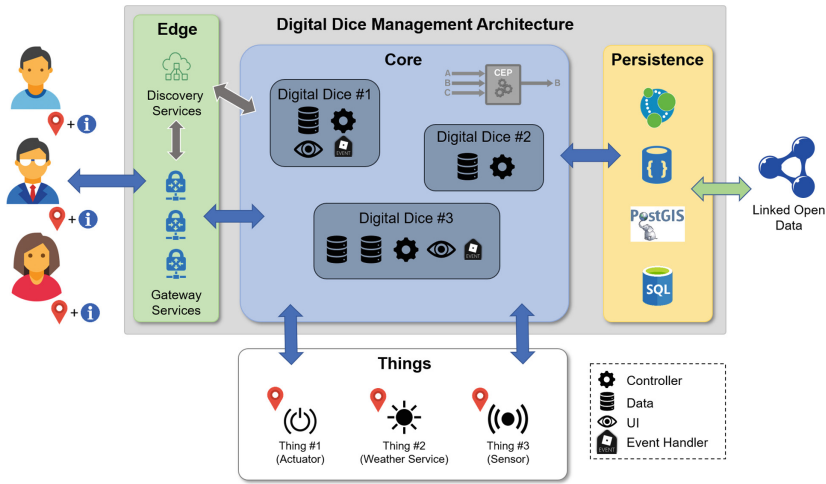 Digital Dice Management Architecture
Edge
Discovery
Services
Gateway
Services
+ i
+ i
+ i
Core
A
B
C
CEP
B
Digital Dice #1
EVENT
Digital Dice #2
Digital Dice #3
EVENT
Persistence
{ }
PostGIS
SQL
Linked Open
Data
Things
Thing #1
(Actuator)
Thing #2
(Weather Service)
Thing #3
(Sensor)
Controller
Data
UI
EVENT
Event Handler